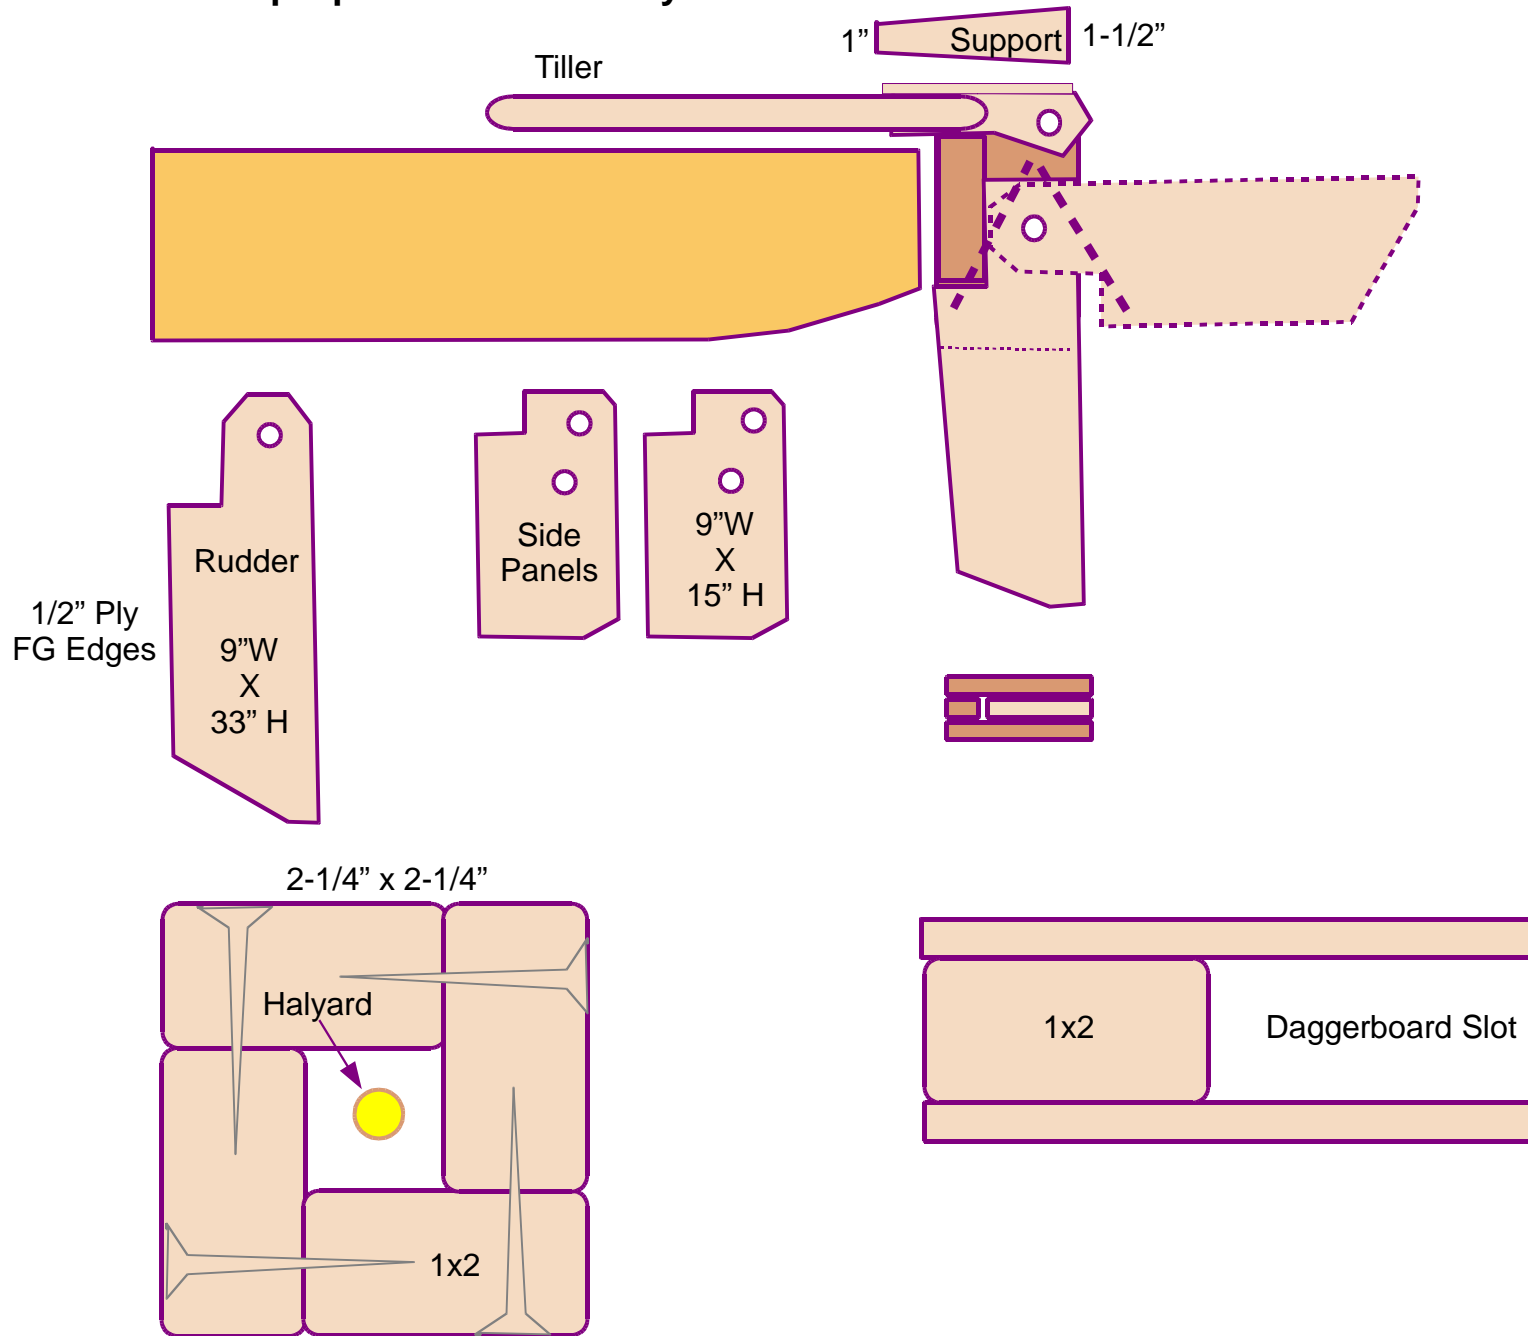 1” Support 1-1/2”
Tiller
Rudder
9”W
X
33” H
1/2” Ply
FG Edges
Side
Panels
9”W
X
15” H
2-1/4” x 2-1/4”
Halyard
1x2
1x2
Daggerboard Slot